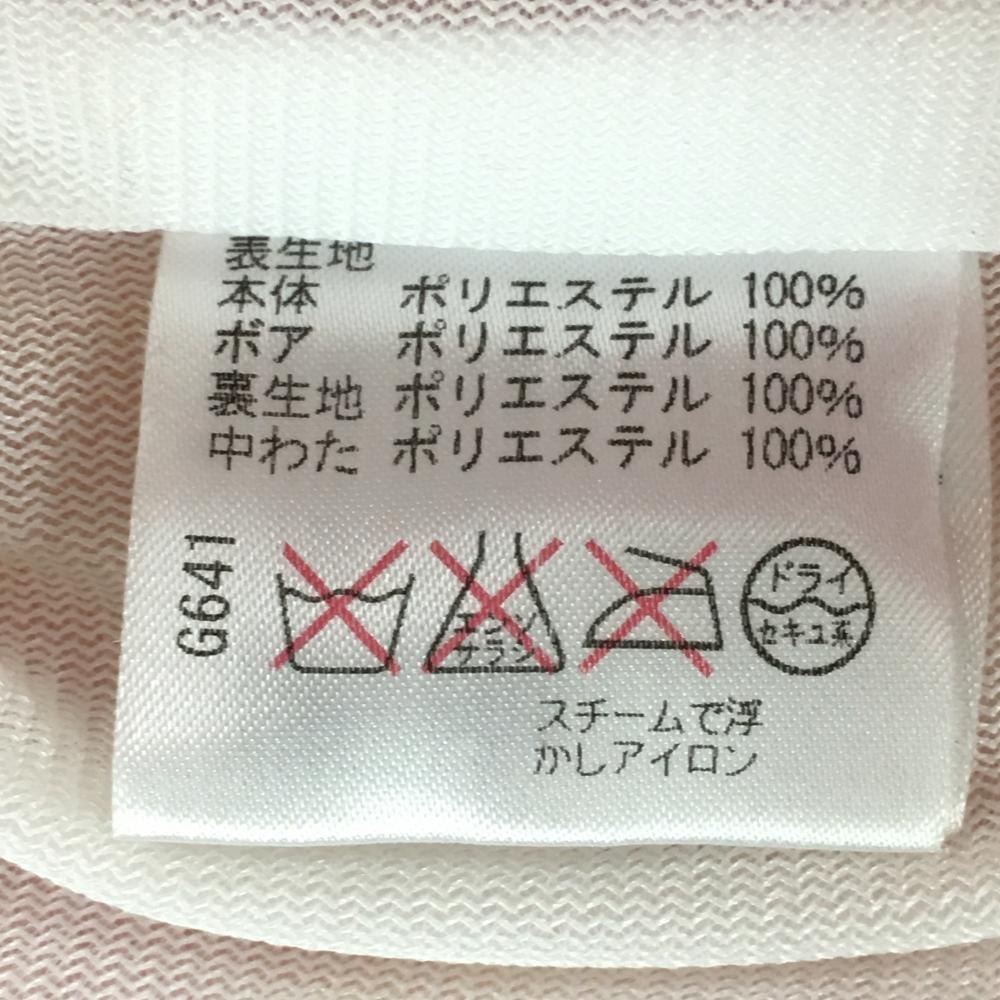 表生地
本体 ポリエステル 100%
ボア ポリエステル 100%
裏生地 ポリエステル 100%
中わた ポリエステル 100%
G641
エンソ
サラシ
ドライ
セキユ系
スチームで浮
かしアイロン